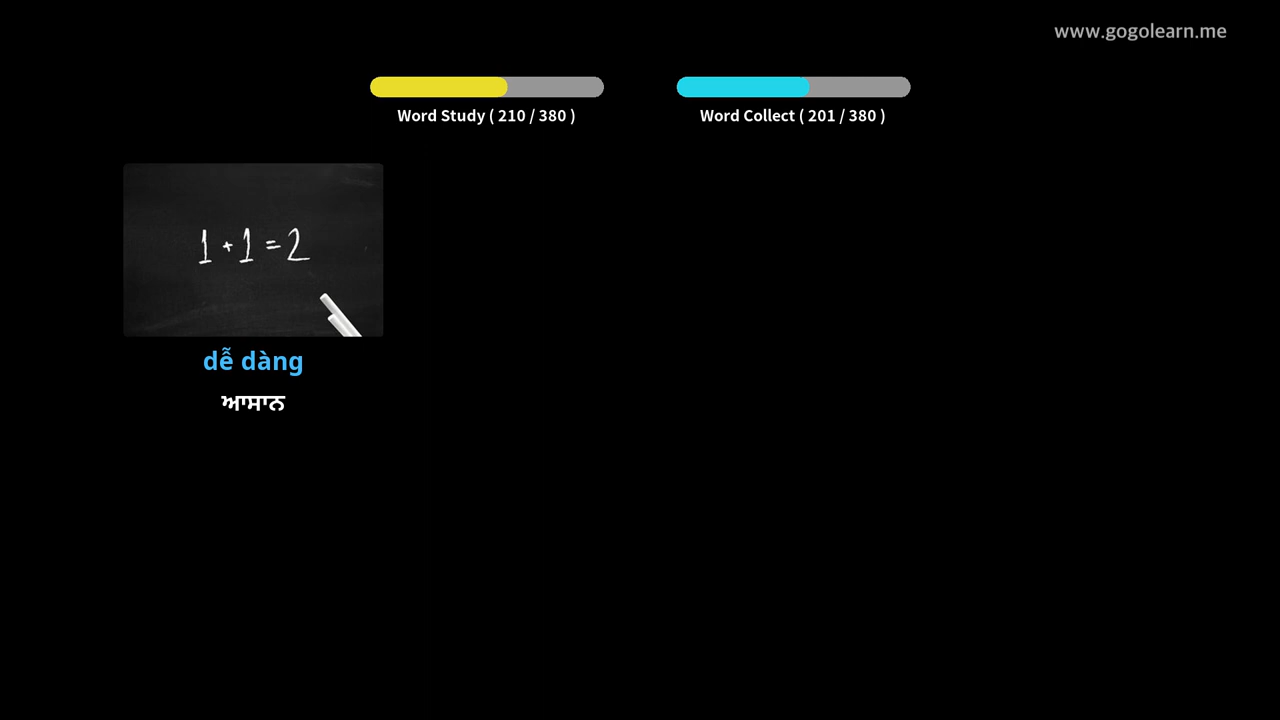 www.gogolearn.me
Word Study ( 210 / 380 )
Word Collect ( 201 / 380 )
1 + 1 = 2
dễ dàng
ਆਸਾਨ